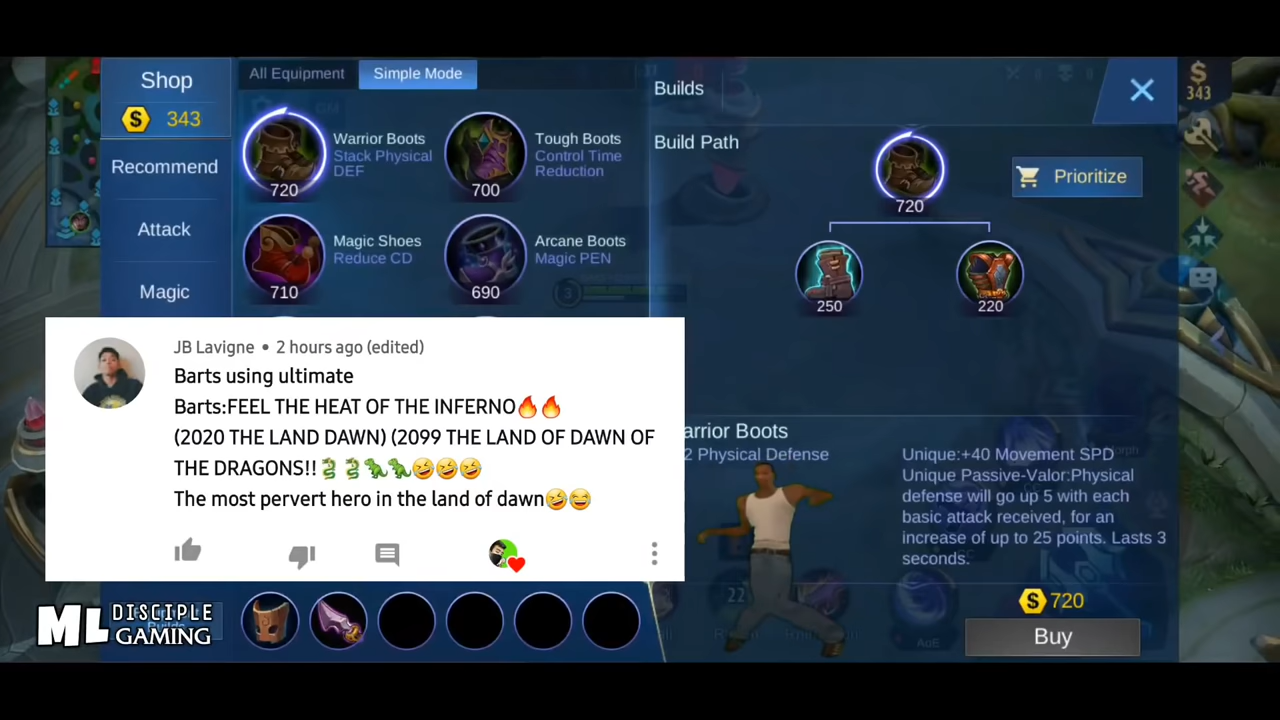 Shop
343
Recommend
Attack
Magic
All Equipment
Simple Mode
Warrior Boots
Stack Physical
DEF
720
Tough Boots
Control Time
Reduction
700
Magic Shoes
Reduce CD
710
Arcane Boots
Magic PEN
690
Builds
Build Path
720
Prioritize
250
220
$
343
3
JB Lavigne • 2 hours ago (edited)
Barts using ultimate
Barts:FEEL THE HEAT OF THE INFERNO🔥🔥
(2020 THE LAND DAWN) (2099 THE LAND OF DAWN OF
THE DRAGONS!!🐉🐉🦖🦖🤣🤣🤣
The most pervert hero in the land of dawn🤣😂
arrior Boots
2 Physical Defense
Unique:+40 Movement SPD
Unique Passive-Valor:Physical
defense will go up 5 with each
basic attack received, for an
increase of up to 25 points. Lasts 3
seconds.
22
AoE
720
Buy
ML DISCIPLE
GAMING